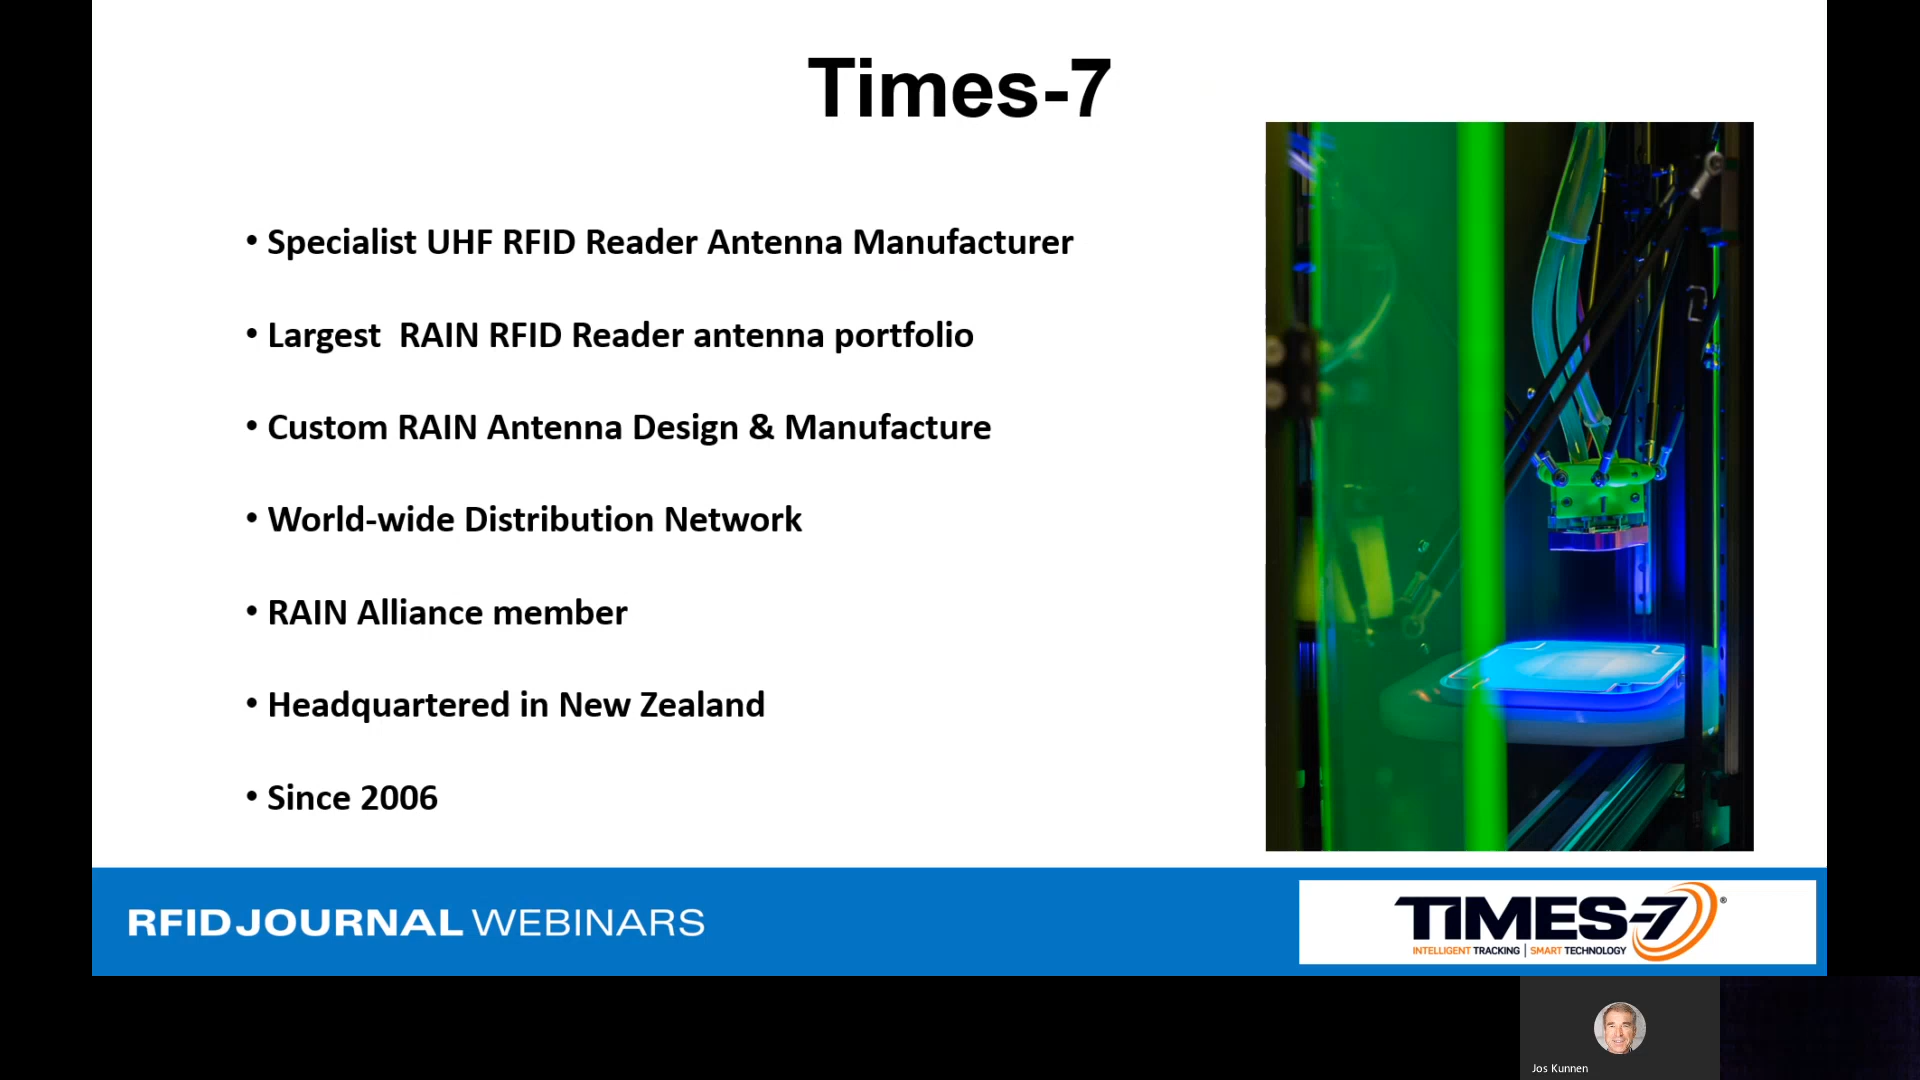 Times-7
• Specialist UHF RFID Reader Antenna Manufacturer
• Largest  RAIN RFID Reader antenna portfolio
• Custom RAIN Antenna Design & Manufacture
• World-wide Distribution Network
• RAIN Alliance member
• Headquartered in New Zealand
• Since 2006
RFID JOURNAL WEBINARS
TIMES-7®
INTELLIGENT TRACKING | SMART TECHNOLOGY
Jos Kunnen